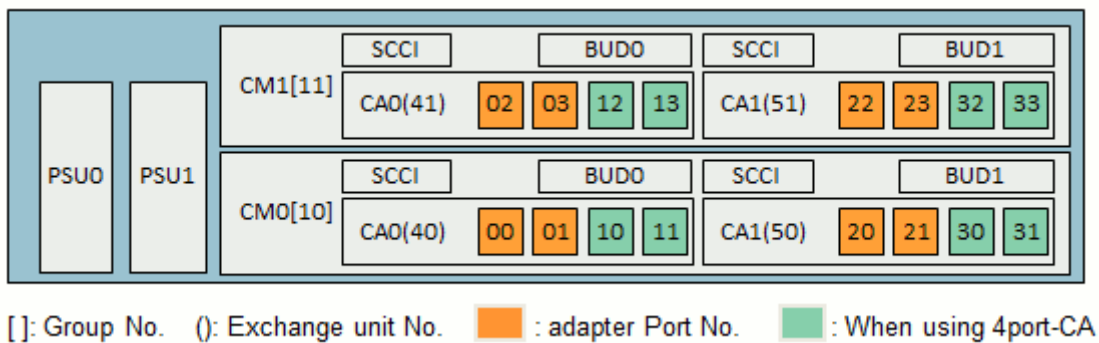 SCCI BUD0 SCCI BUD1
CM1[11]
CA0(41) 02 03 12 13 CA1(51) 22 23 32 33
PSU0 PSU1
SCCI BUD0 SCCI BUD1
CM0[10]
CA0(40) 00 01 10 11 CA1(50) 20 21 30 31
[ ]: Group No. (): Exchange unit No. : adapter Port No. : When using 4port-CA